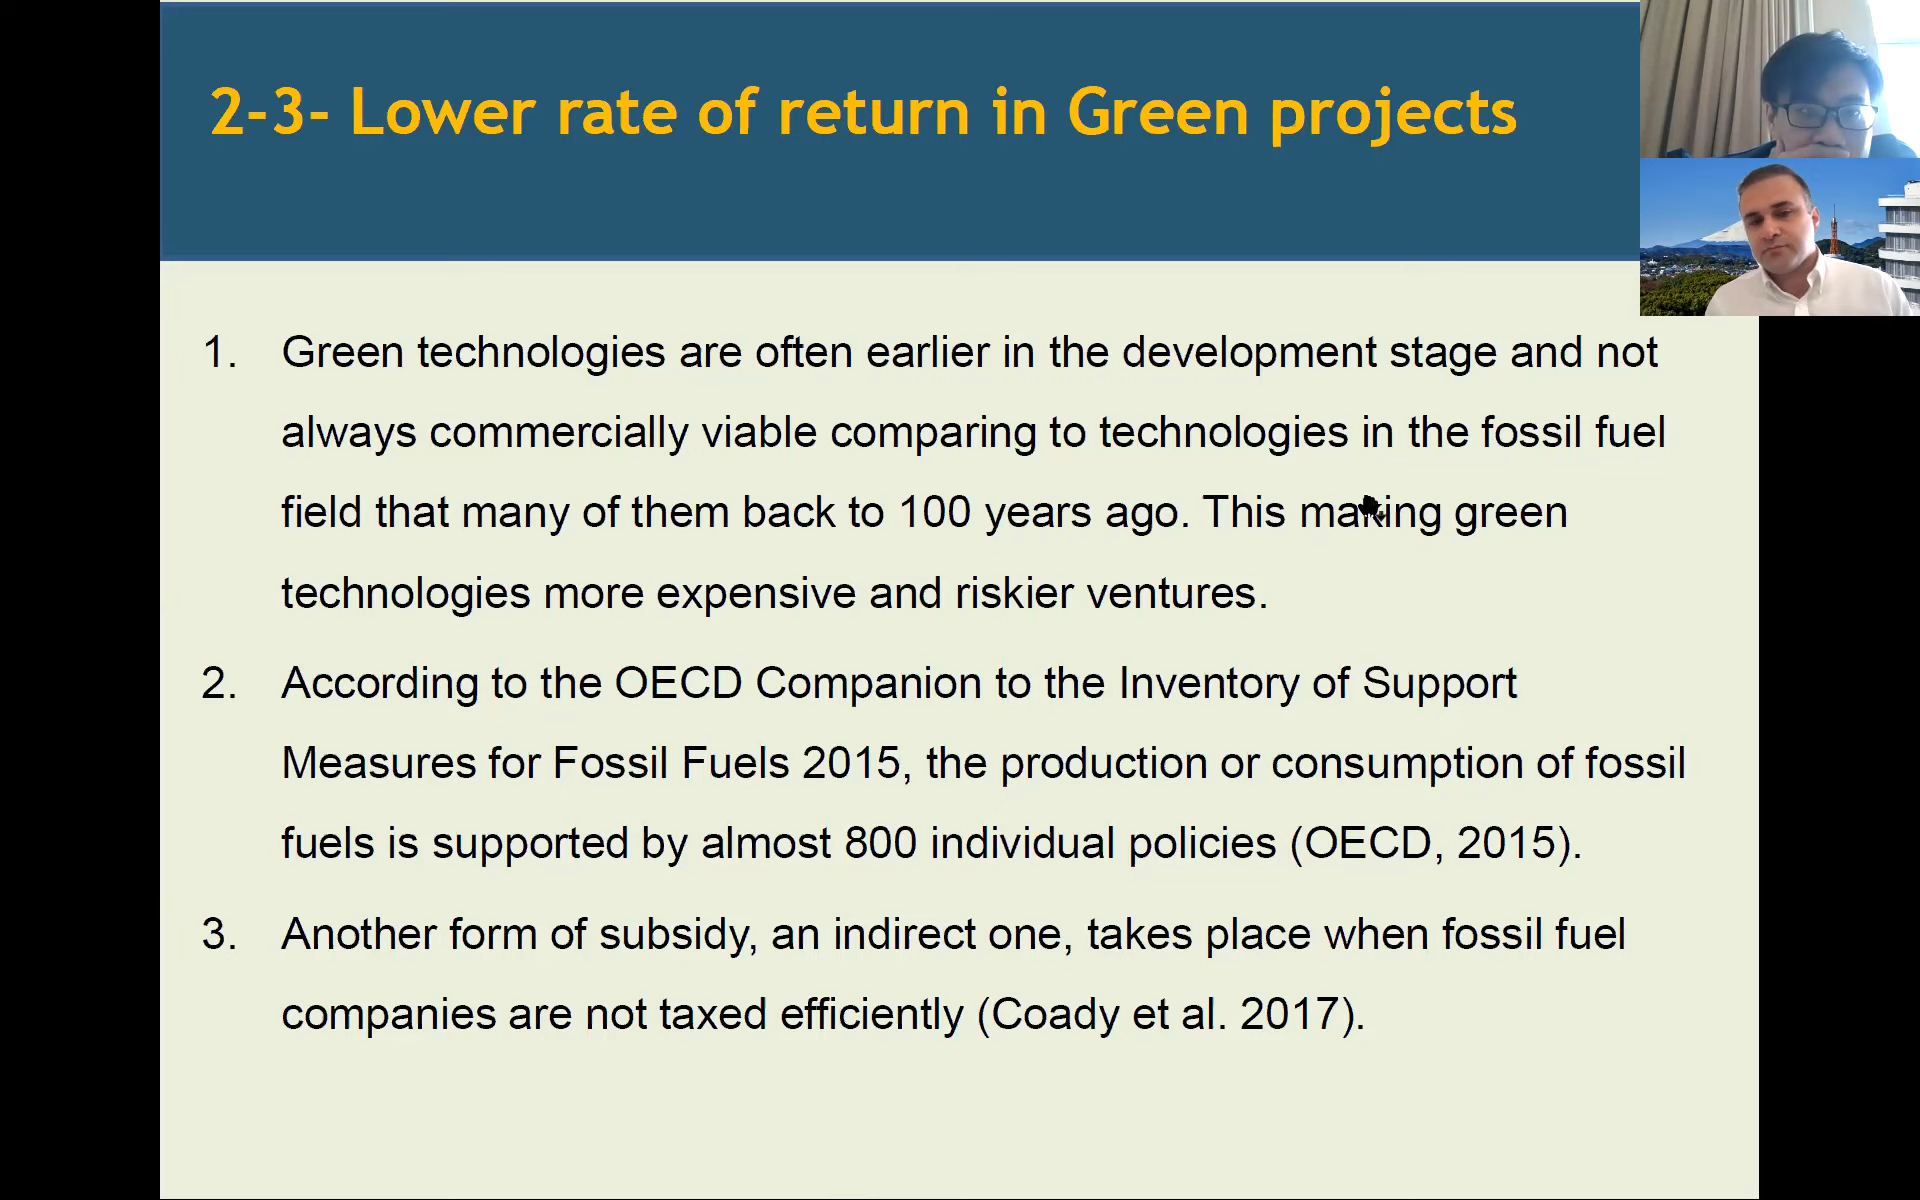 2-3- Lower rate of return in Green projects
1. Green technologies are often earlier in the development stage and not
always commercially viable comparing to technologies in the fossil fuel
field that many of them back to 100 years ago. This making green
technologies more expensive and riskier ventures.
2. According to the OECD Companion to the Inventory of Support
Measures for Fossil Fuels 2015, the production or consumption of fossil
fuels is supported by almost 800 individual policies (OECD, 2015).
3. Another form of subsidy, an indirect one, takes place when fossil fuel
companies are not taxed efficiently (Coady et al. 2017).